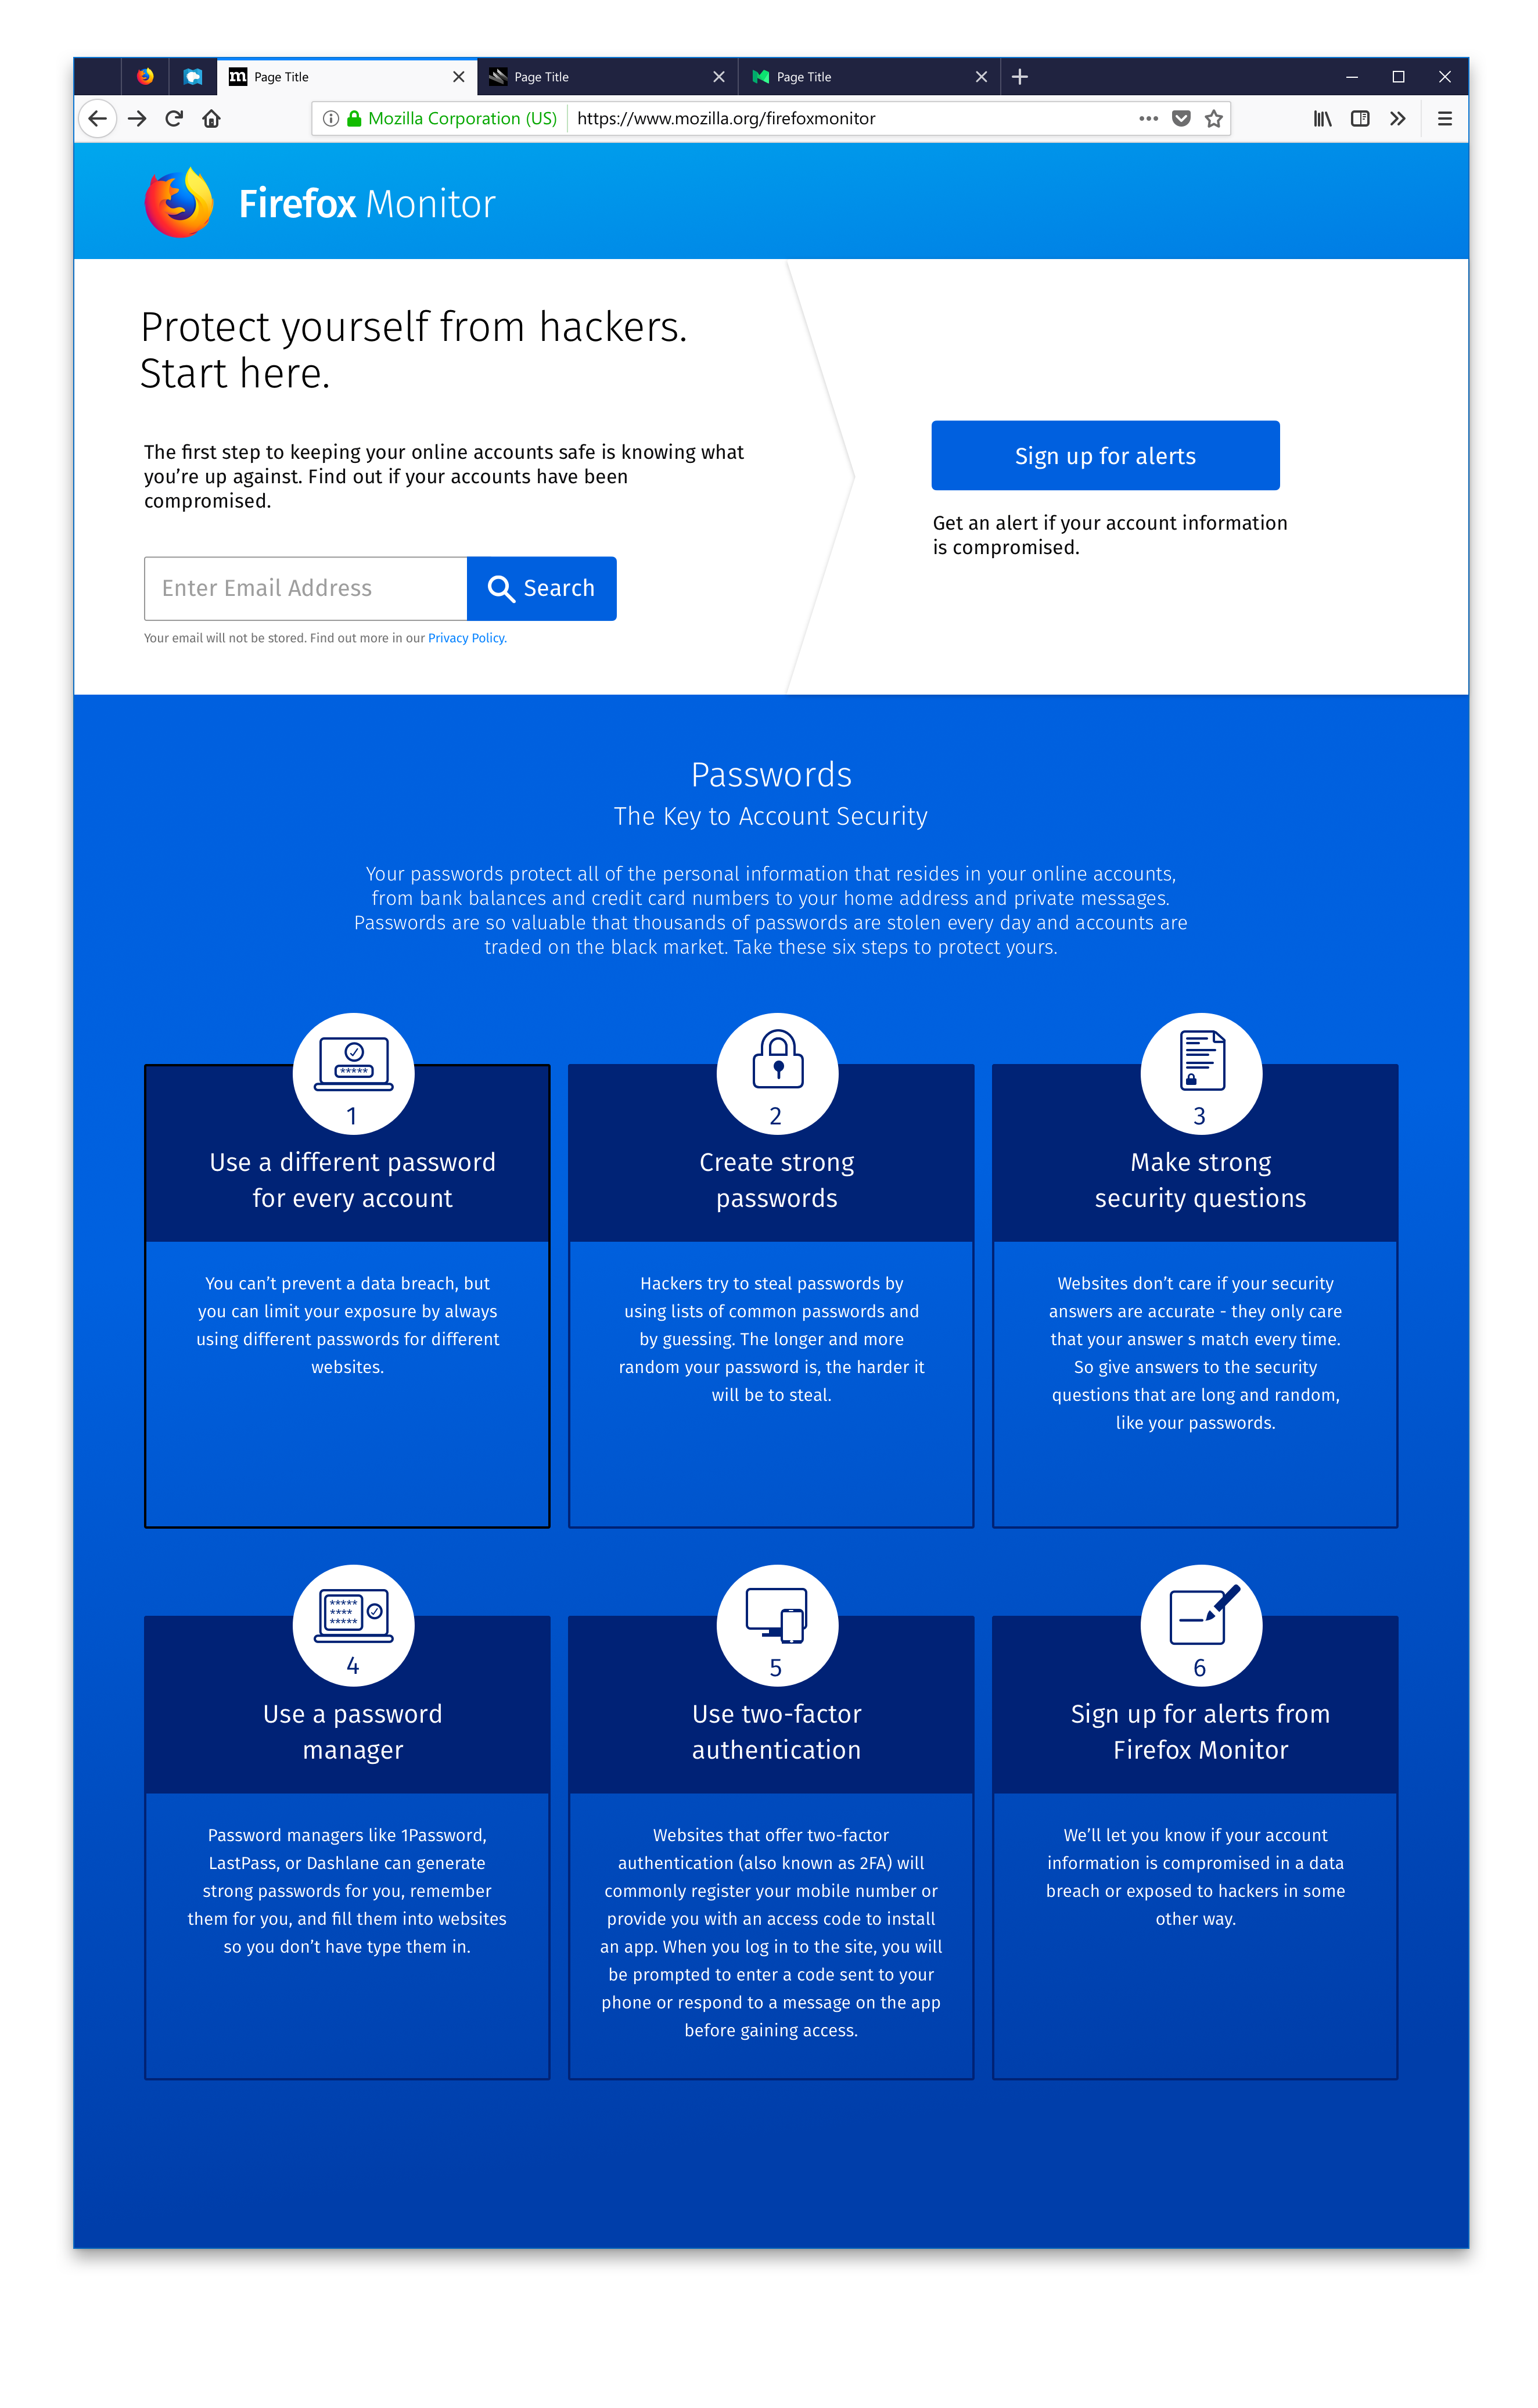 Page Title
Page Title
Page Title
Mozilla Corporation (US) https://www.mozilla.org/firefoxmonitor
Firefox Monitor
Protect yourself from hackers.
Start here.
The first step to keeping your online accounts safe is knowing what
you’re up against. Find out if your accounts have been
compromised.
Enter Email Address
Search
Your email will not be stored. Find out more in our Privacy Policy.
Sign up for alerts
Get an alert if your account information
is compromised.
Passwords
The Key to Account Security
Your passwords protect all of the personal information that resides in your online accounts,
from bank balances and credit card numbers to your home address and private messages.
Passwords are so valuable that thousands of passwords are stolen every day and accounts are
traded on the black market. Take these six steps to protect yours.
1
Use a different password
for every account
You can’t prevent a data breach, but
you can limit your exposure by always
using different passwords for different
websites.
2
Create strong
passwords
Hackers try to steal passwords by
using lists of common passwords and
by guessing. The longer and more
random your password is, the harder it
will be to steal.
3
Make strong
security questions
Websites don’t care if your security
answers are accurate - they only care
that your answer s match every time.
So give answers to the security
questions that are long and random,
like your passwords.
4
Use a password
manager
Password managers like 1Password,
LastPass, or Dashlane can generate
strong passwords for you, remember
them for you, and fill them into websites
so you don’t have type them in.
5
Use two-factor
authentication
Websites that offer two-factor
authentication (also known as 2FA) will
commonly register your mobile number or
provide you with an access code to install
an app. When you log in to the site, you will
be prompted to enter a code sent to your
phone or respond to a message on the app
before gaining access.
6
Sign up for alerts from
Firefox Monitor
We’ll let you know if your account
information is compromised in a data
breach or exposed to hackers in some
other way.